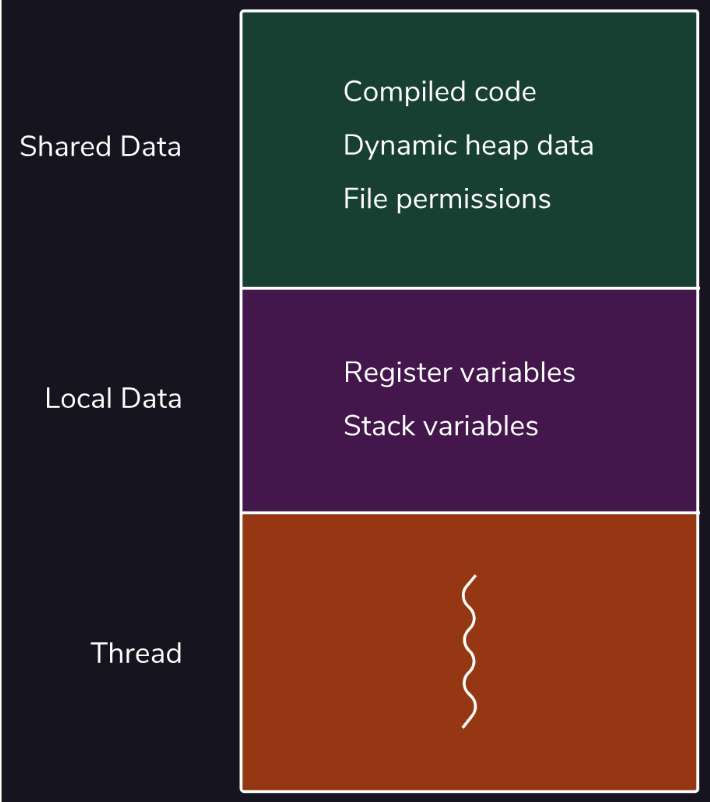 Shared Data
Compiled code
Dynamic heap data
File permissions
Local Data
Register variables
Stack variables
Thread